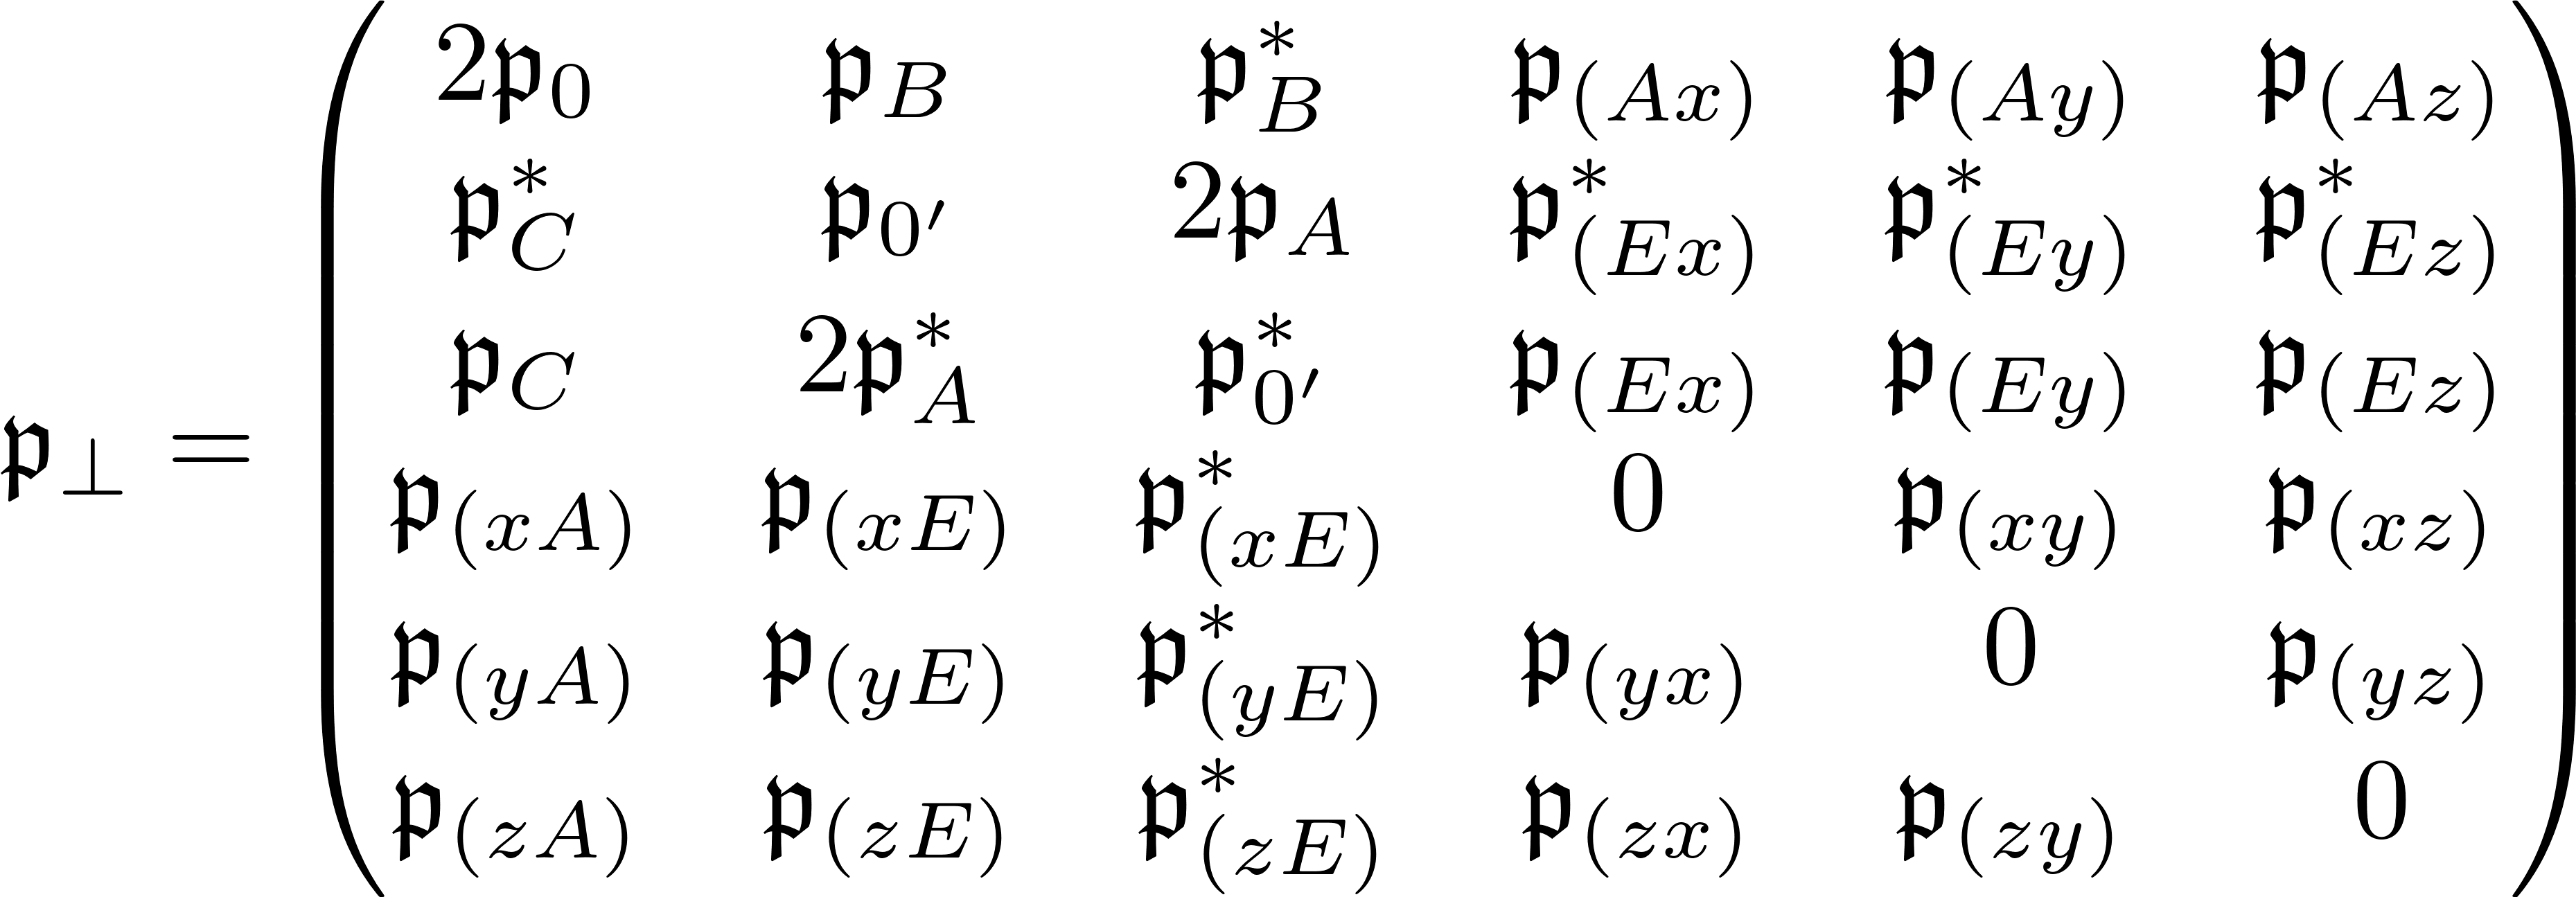 𝔭_⊥ = ( 2𝔭_0 𝔭_B 𝔭^*_B 𝔭_(Ax) 𝔭_(Ay) 𝔭_(Az)
𝔭^*_C 𝔭_0′ 2𝔭_A 𝔭^*_(Ex) 𝔭^*_(Ey) 𝔭^*_(Ez)
𝔭_C 2𝔭^*_A 𝔭^*_0′ 𝔭_(Ex) 𝔭_(Ey) 𝔭_(Ez)
𝔭_(xA) 𝔭_(xE) 𝔭^*_(xE) 0 𝔭_(xy) 𝔭_(xz)
𝔭_(yA) 𝔭_(yE) 𝔭^*_(yE) 𝔭_(yx) 0 𝔭_(yz)
𝔭_(zA) 𝔭_(zE) 𝔭^*_(zE) 𝔭_(zx) 𝔭_(zy) 0 )